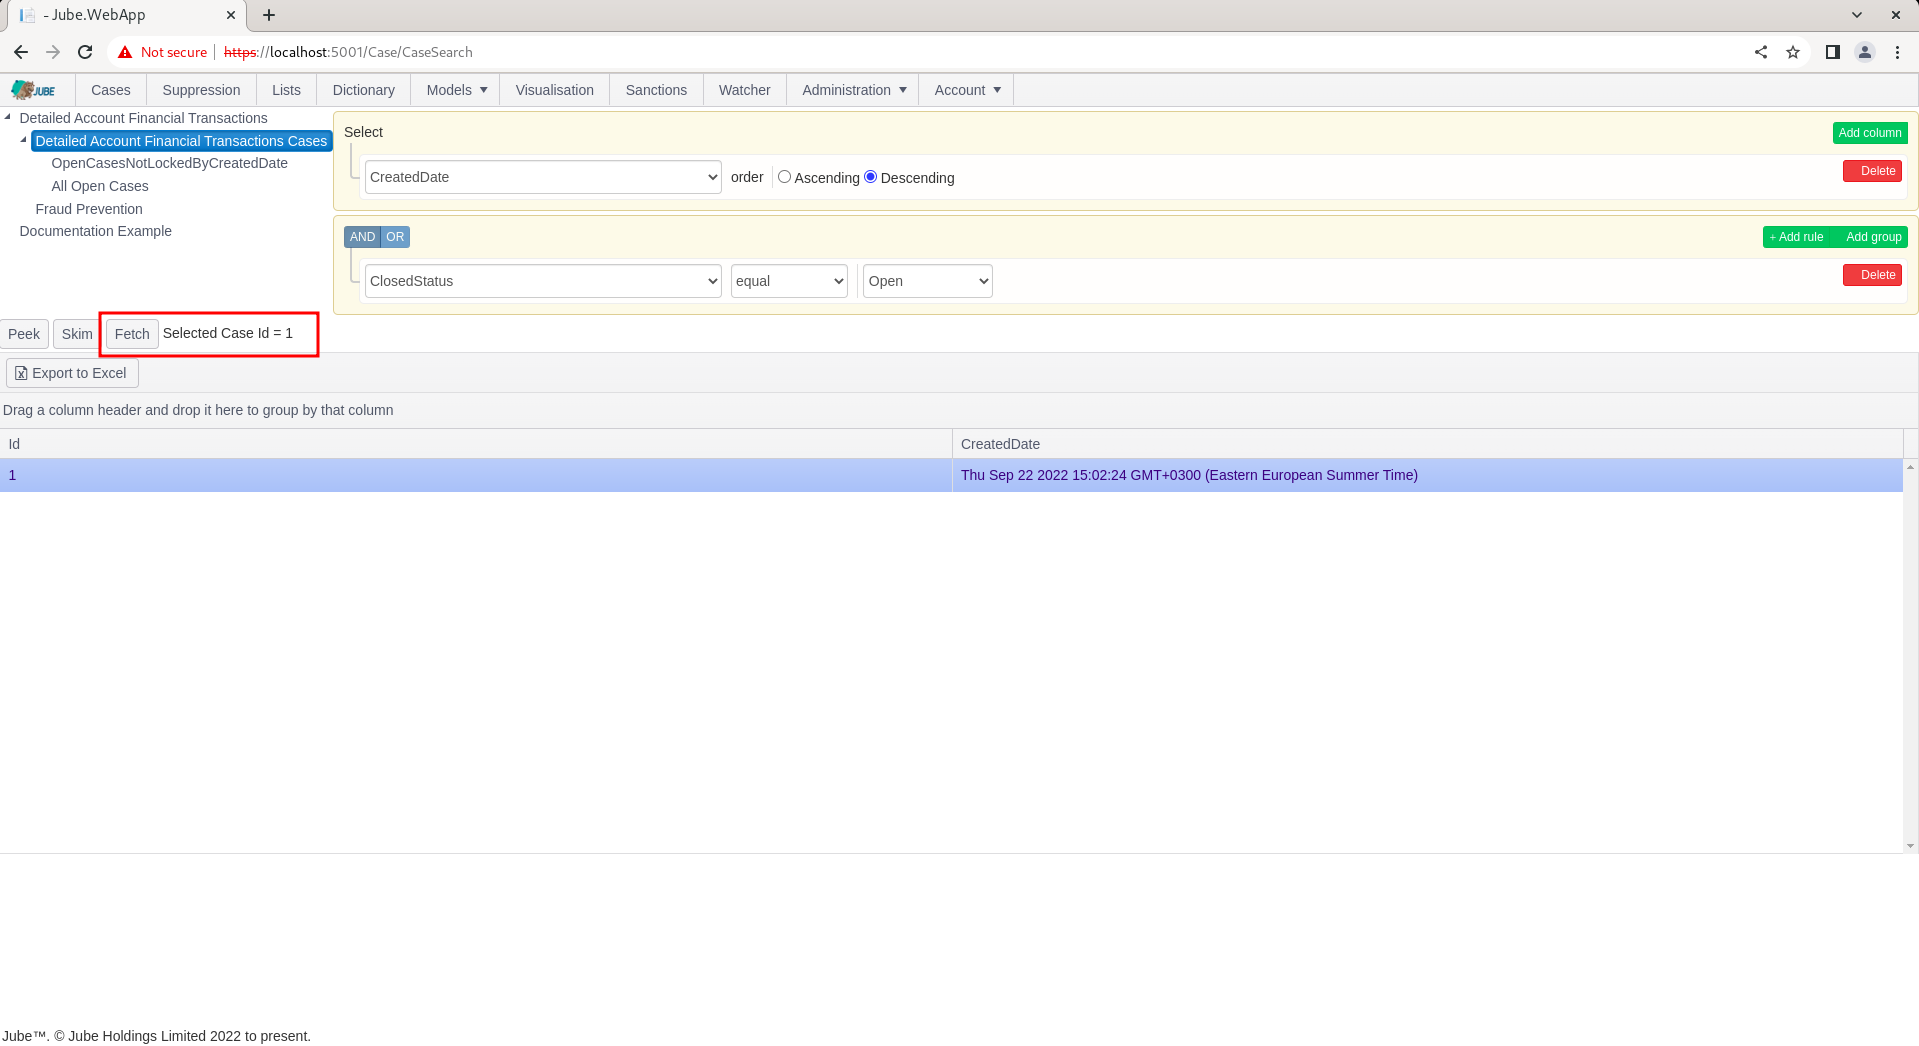 - Jube.WebApp
Not secure https://localhost:5001/Case/CaseSearch
JUBE Cases Suppression Lists Dictionary Models Visualisation Sanctions Watcher Administration Account
Detailed Account Financial Transactions
Detailed Account Financial Transactions Cases
OpenCasesNotLockedByCreatedDate
All Open Cases
Fraud Prevention
Documentation Example
Select Add column
CreatedDate order Ascending Descending Delete
AND OR + Add rule Add group
ClosedStatus equal Open Delete
Peek Skim Fetch Selected Case Id = 1
Export to Excel
Drag a column header and drop it here to group by that column
Id CreatedDate
1 Thu Sep 22 2022 15:02:24 GMT+0300 (Eastern European Summer Time)
Jube™. © Jube Holdings Limited 2022 to present.